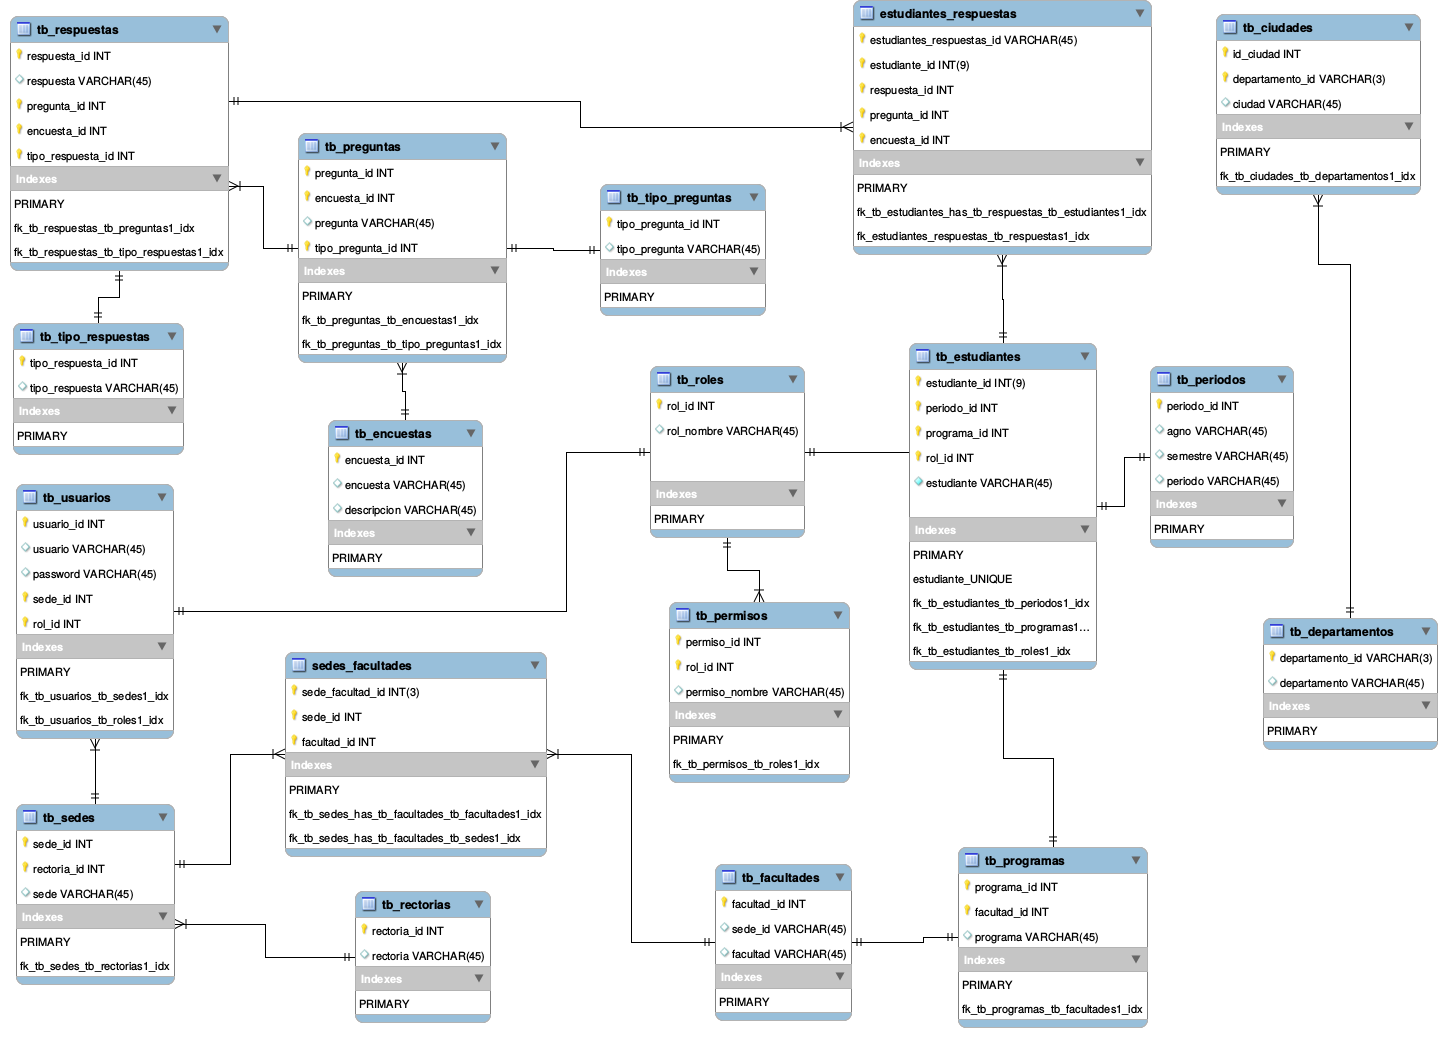 tb_respuestas
respuesta_id INT
respuesta VARCHAR(45)
pregunta_id INT
encuesta_id INT
tipo_respuesta_id INT
Indexes
PRIMARY
fk_tb_respuestas_tb_preguntas1_idx
fk_tb_respuestas_tb_tipo_respuestas1_idx
estudiantes_respuestas
estudiantes_respuestas_id VARCHAR(45)
estudiante_id INT(9)
respuesta_id INT
pregunta_id INT
encuesta_id INT
Indexes
PRIMARY
fk_tb_estudiantes_has_tb_respuestas_tb_estudiantes1_idx
fk_estudiantes_respuestas_tb_respuestas1_idx
tb_ciudades
id_ciudad INT
departamento_id VARCHAR(3)
ciudad VARCHAR(45)
Indexes
PRIMARY
fk_tb_ciudades_tb_departamentos1_idx
tb_preguntas
pregunta_id INT
encuesta_id INT
pregunta VARCHAR(45)
tipo_pregunta_id INT
Indexes
PRIMARY
fk_tb_preguntas_tb_encuestas1_idx
fk_tb_preguntas_tb_tipo_preguntas1_idx
tb_tipo_preguntas
tipo_pregunta_id INT
tipo_pregunta VARCHAR(45)
Indexes
PRIMARY
tb_tipo_respuestas
tipo_respuesta_id INT
tipo_respuesta VARCHAR(45)
Indexes
PRIMARY
tb_encuestas
encuesta_id INT
encuesta VARCHAR(45)
descripcion VARCHAR(45)
Indexes
PRIMARY
tb_roles
rol_id INT
rol_nombre VARCHAR(45)
Indexes
PRIMARY
tb_estudiantes
estudiante_id INT(9)
periodo_id INT
programa_id INT
rol_id INT
estudiante VARCHAR(45)
Indexes
PRIMARY
estudiante_UNIQUE
fk_tb_estudiantes_tb_periodos1_idx
fk_tb_estudiantes_tb_programas1...
fk_tb_estudiantes_tb_roles1_idx
tb_periodos
periodo_id INT
agno VARCHAR(45)
semestre VARCHAR(45)
periodo VARCHAR(45)
Indexes
PRIMARY
tb_usuarios
usuario_id INT
usuario VARCHAR(45)
password VARCHAR(45)
sede_id INT
rol_id INT
Indexes
PRIMARY
fk_tb_usuarios_tb_sedes1_idx
fk_tb_usuarios_tb_roles1_idx
tb_permisos
permiso_id INT
rol_id INT
permiso_nombre VARCHAR(45)
Indexes
PRIMARY
fk_tb_permisos_tb_roles1_idx
tb_departamentos
departamento_id VARCHAR(3)
departamento VARCHAR(45)
Indexes
PRIMARY
sedes_facultades
sede_facultad_id INT(3)
sede_id INT
facultad_id INT
Indexes
PRIMARY
fk_tb_sedes_has_tb_facultades_tb_facultades1_idx
fk_tb_sedes_has_tb_facultades_tb_sedes1_idx
tb_sedes
sede_id INT
rectoria_id INT
sede VARCHAR(45)
Indexes
PRIMARY
fk_tb_sedes_tb_rectorias1_idx
tb_rectorias
rectoria_id INT
rectoria VARCHAR(45)
Indexes
PRIMARY
tb_facultades
facultad_id INT
sede_id VARCHAR(45)
facultad VARCHAR(45)
Indexes
PRIMARY
tb_programas
programa_id INT
facultad_id INT
programa VARCHAR(45)
Indexes
PRIMARY
fk_tb_programas_tb_facultades1_idx